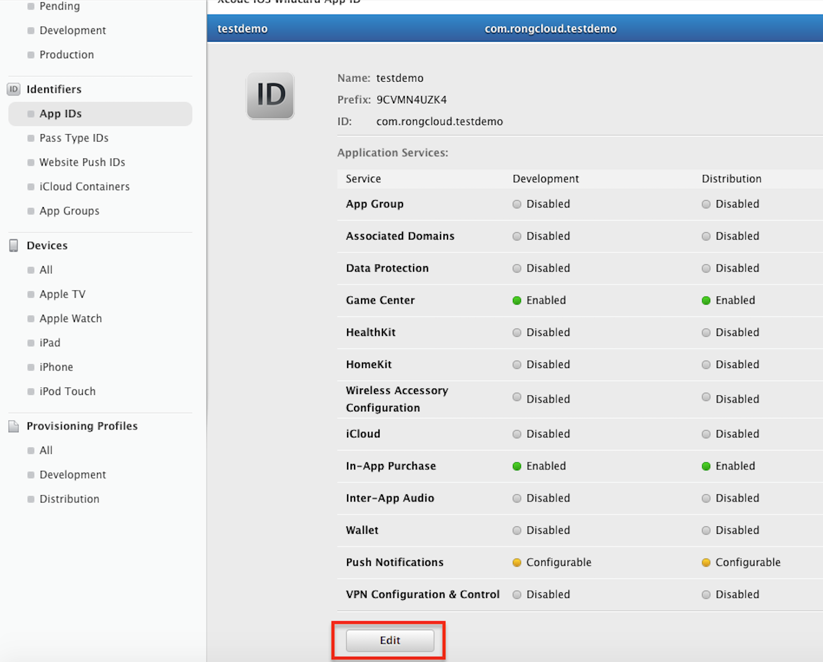 Pending
Development
Production
ID Identifiers
App IDs
Pass Type IDs
Website Push IDs
iCloud Containers
App Groups
Devices
All
Apple TV
Apple Watch
iPad
iPhone
iPod Touch
Provisioning Profiles
All
Development
Distribution
Xcode iOS Wildcard App ID
testdemo com.rongcloud.testdemo
ID
Name: testdemo
Prefix: 9CVMN4UZK4
ID: com.rongcloud.testdemo
Application Services:
Service Development Distribution
App Group Disabled Disabled
Associated Domains Disabled Disabled
Data Protection Disabled Disabled
Game Center Enabled Enabled
HealthKit Disabled Disabled
HomeKit Disabled Disabled
Wireless Accessory
Configuration Disabled Disabled
iCloud Disabled Disabled
In-App Purchase Enabled Enabled
Inter-App Audio Disabled Disabled
Wallet Disabled Disabled
Push Notifications Configurable Configurable
VPN Configuration & Control Disabled Disabled
Edit